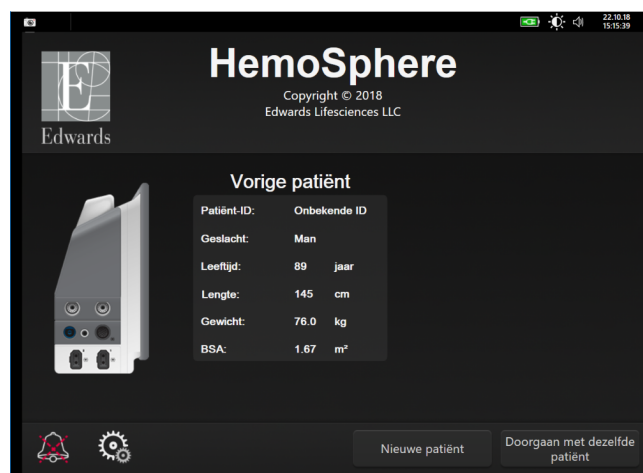 22.10.18
15:15:39
HemoSphere
Copyright © 2018
Edwards Lifesciences LLC
E
Edwards
Vorige patiënt
Patiënt-ID: Onbekende ID
Geslacht: Man
Leeftijd: 89 jaar
Lengte: 145 cm
Gewicht: 76.0 kg
BSA: 1.67 m²
Nieuwe patiënt
Doorgaan met dezelfde
patiënt